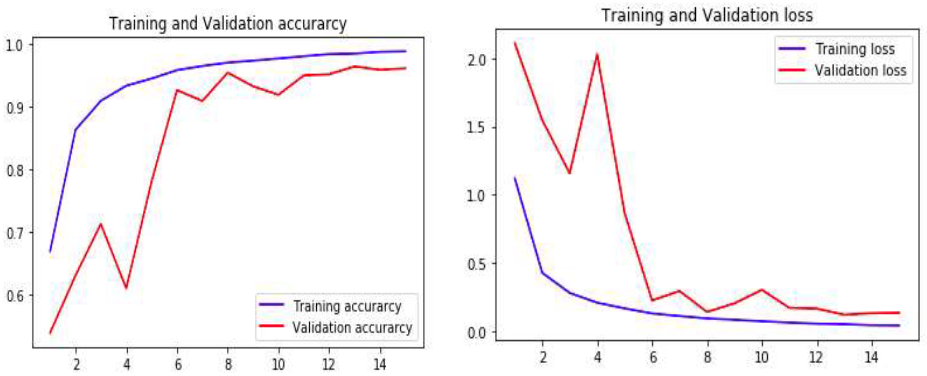 Training and Validation accurarcy
1.0
0.9
0.8
0.7
0.6
Training accurarcy
Validation accurarcy
2 4 6 8 10 12 14
Training and Validation loss
2.0
1.5
1.0
0.5
0.0
Training loss
Validation loss
2 4 6 8 10 12 14